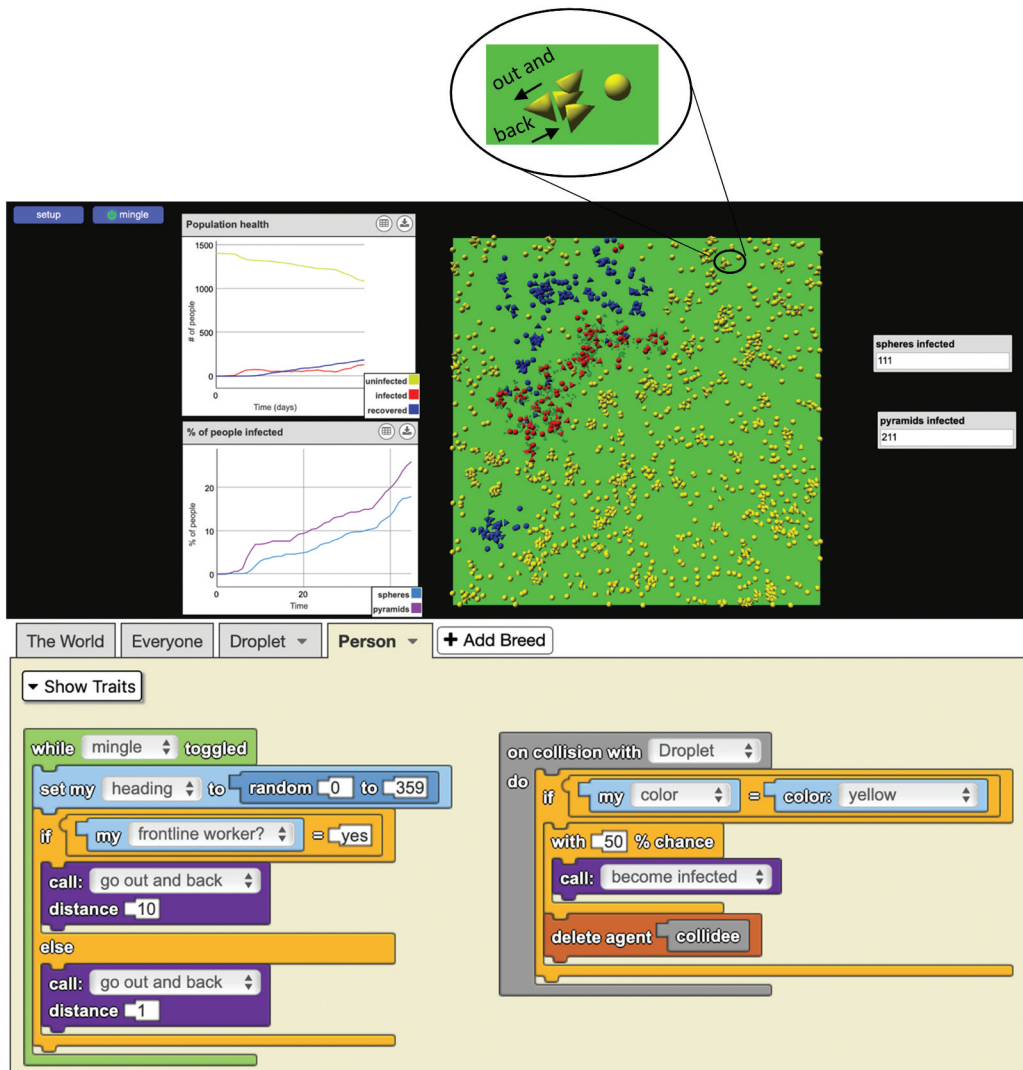 out and
back
setup
mingle
Population health
1500
1000
500
0
# of people
0
Time (days)
uninfected
infected
recovered
% of people infected
20
10
0
% of people
0
20
Time
spheres
pyramids
spheres infected
111
pyramids infected
211
The World
Everyone
Droplet
Person
+ Add Breed
Show Traits
while mingle toggled
set my heading to random 0 to 359
if my frontline worker? = yes
call: go out and back
distance 10
else
call: go out and back
distance 1
on collision with Droplet
do if my color = color: yellow
with 50 % chance
call: become infected
delete agent collidee